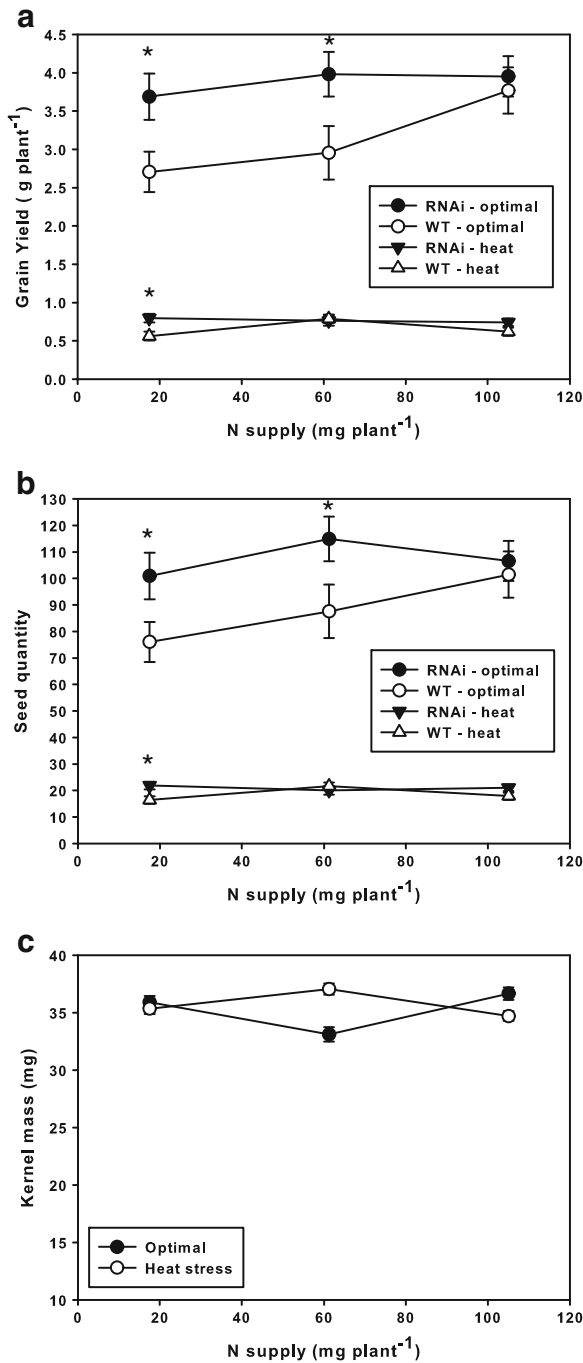 a
4.5
4.0
3.5
3.0
2.5
2.0
1.5
1.0
0.5
0.0
Grain Yield ( g plant⁻¹)
*
*
*
RNAi - optimal
WT - optimal
RNAi - heat
WT - heat
0 20 40 60 80 100 120
N supply (mg plant⁻¹)
b
130
120
110
100
90
80
70
60
50
40
30
20
10
0
Seed quantity
*
*
*
RNAi - optimal
WT - optimal
RNAi - heat
WT - heat
0 20 40 60 80 100 120
N supply (mg plant⁻¹)
c
40
35
30
25
20
15
10
Kernel mass (mg)
Optimal
Heat stress
0 20 40 60 80 100 120
N supply (mg plant⁻¹)